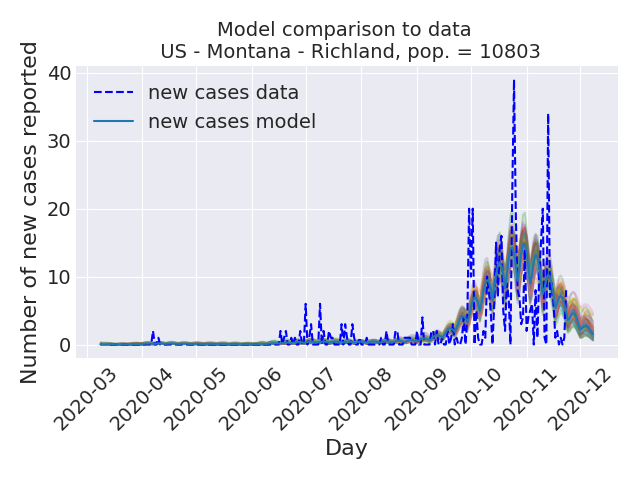 Model comparison to data
US - Montana - Richland, pop. = 10803
Number of new cases reported
40
30
20
10
0
new cases data
new cases model
2020-03
2020-04
2020-05
2020-06
2020-07
2020-08
2020-09
2020-10
2020-11
2020-12
Day